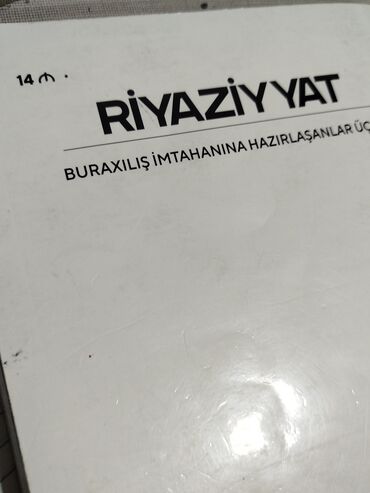 14 ₼
RİYAZİYYAT
BURAXILIŞ İMTAHANINA HAZIRLAŞANLAR ÜÇ